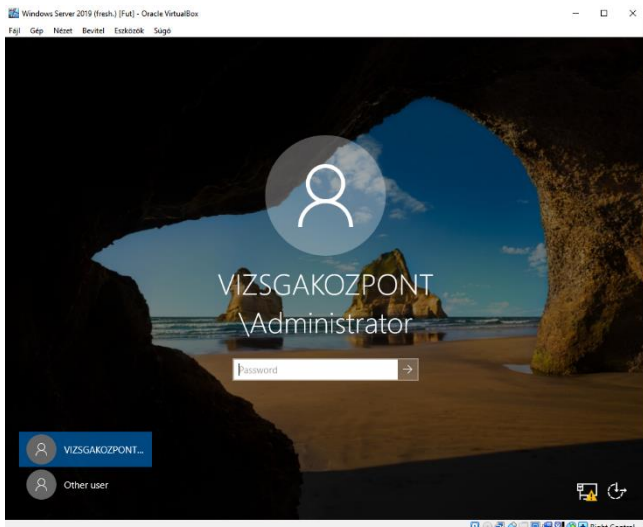 Windows Server 2019 (fresh.) [Fut] - Oracle VirtualBox
Fájl Gép Nézet Bevitel Eszközök Súgó
VIZSGAKOZPONT
\Administrator
Password
VIZSGAKOZPONT...
Other user
Right Control